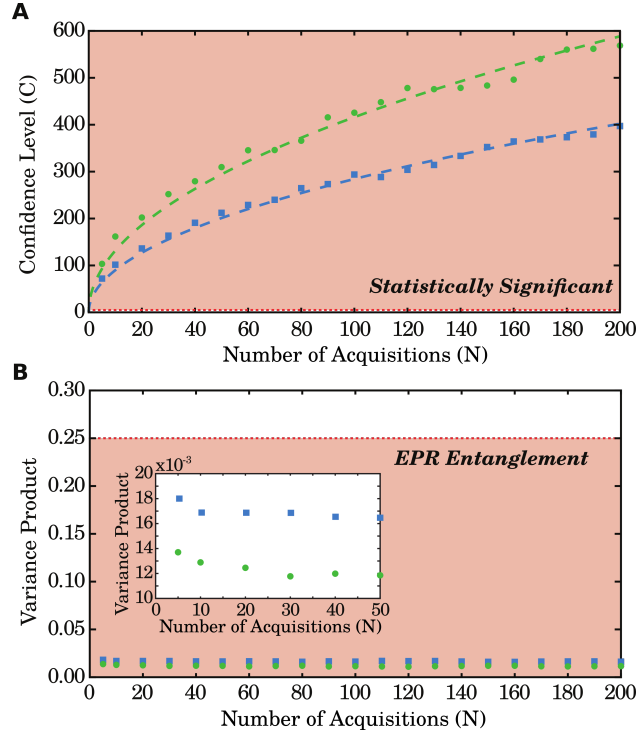 A
600
500
400
300
200
100
0
Confidence Level (C)
Statistically Significant
0 20 40 60 80 100 120 140 160 180 200
Number of Acquisitions (N)
B
0.30
0.25
0.20
0.15
0.10
0.05
0.00
Variance Product
EPR Entanglement
x10⁻³
20
18
16
14
12
10
Variance Product
0 10 20 30 40 50
Number of Acquisitions (N)
0 20 40 60 80 100 120 140 160 180 200
Number of Acquisitions (N)